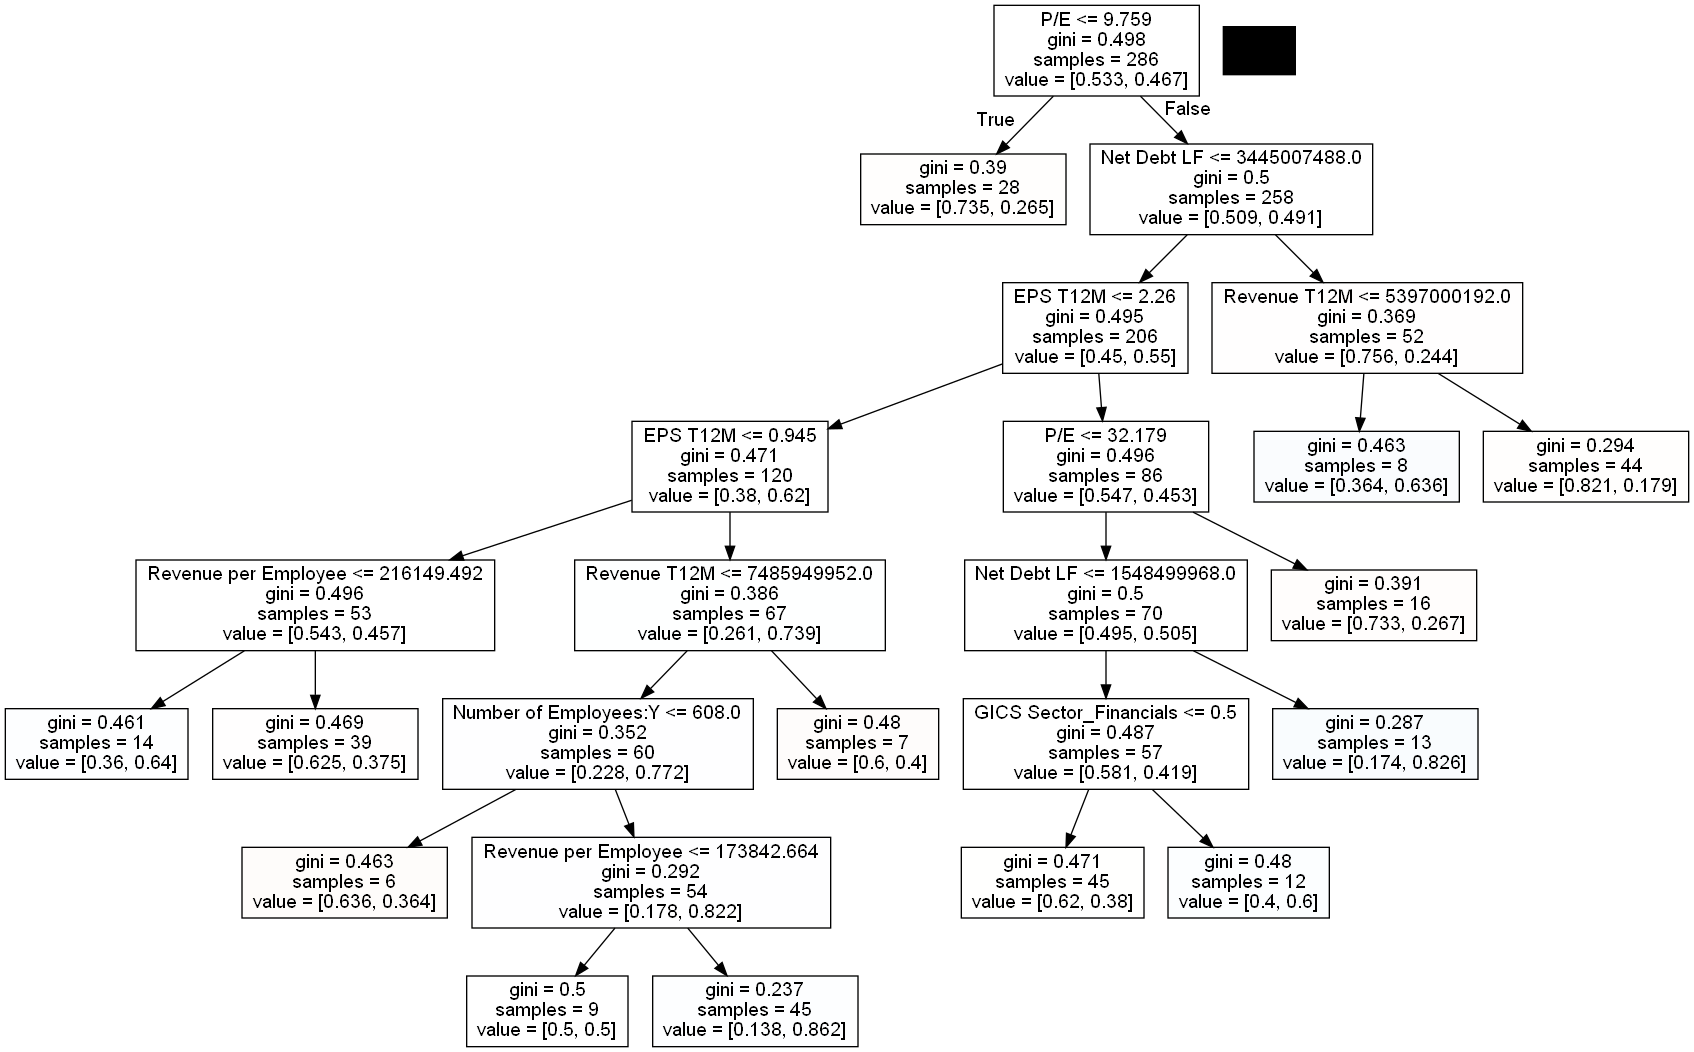 P/E <= 9.759
gini = 0.498
samples = 286
value = [0.533, 0.467]
True
False
gini = 0.39
samples = 28
value = [0.735, 0.265]
Net Debt LF <= 3445007488.0
gini = 0.5
samples = 258
value = [0.509, 0.491]
EPS T12M <= 2.26
gini = 0.495
samples = 206
value = [0.45, 0.55]
Revenue T12M <= 5397000192.0
gini = 0.369
samples = 52
value = [0.756, 0.244]
EPS T12M <= 0.945
gini = 0.471
samples = 120
value = [0.38, 0.62]
P/E <= 32.179
gini = 0.496
samples = 86
value = [0.547, 0.453]
gini = 0.463
samples = 8
value = [0.364, 0.636]
gini = 0.294
samples = 44
value = [0.821, 0.179]
Revenue per Employee <= 216149.492
gini = 0.496
samples = 53
value = [0.543, 0.457]
Revenue T12M <= 7485949952.0
gini = 0.386
samples = 67
value = [0.261, 0.739]
Net Debt LF <= 1548499968.0
gini = 0.5
samples = 70
value = [0.495, 0.505]
gini = 0.391
samples = 16
value = [0.733, 0.267]
gini = 0.461
samples = 14
value = [0.36, 0.64]
gini = 0.469
samples = 39
value = [0.625, 0.375]
Number of Employees:Y <= 608.0
gini = 0.352
samples = 60
value = [0.228, 0.772]
gini = 0.48
samples = 7
value = [0.6, 0.4]
GICS Sector_Financials <= 0.5
gini = 0.487
samples = 57
value = [0.581, 0.419]
gini = 0.287
samples = 13
value = [0.174, 0.826]
gini = 0.463
samples = 6
value = [0.636, 0.364]
Revenue per Employee <= 173842.664
gini = 0.292
samples = 54
value = [0.178, 0.822]
gini = 0.471
samples = 45
value = [0.62, 0.38]
gini = 0.48
samples = 12
value = [0.4, 0.6]
gini = 0.5
samples = 9
value = [0.5, 0.5]
gini = 0.237
samples = 45
value = [0.138, 0.862]